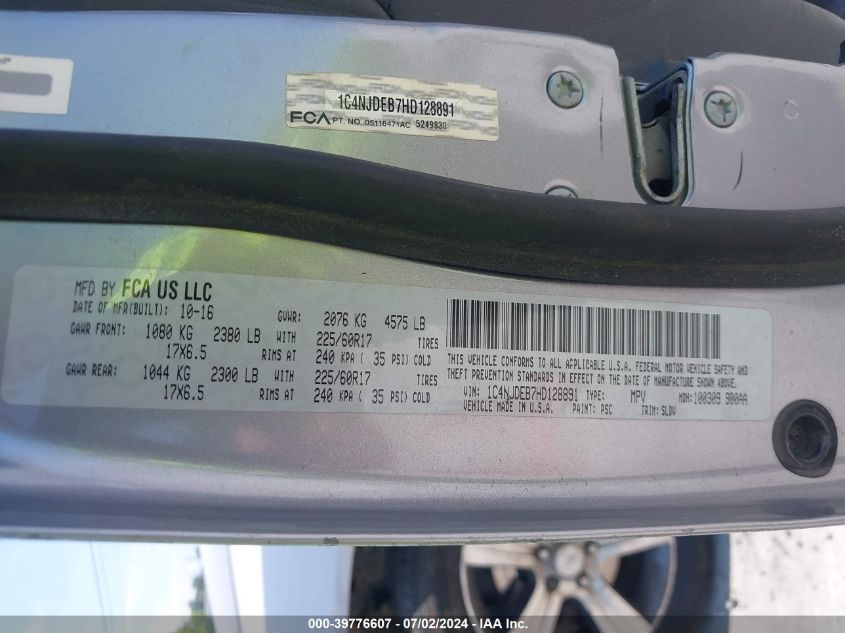 1C4NJDEB7HD128891
FCA PT. NO. 05116471AC 5249838
MFD BY FCA US LLC
DATE OF MFR(BUILT): 10-16 GVWR: 2076 KG 4575 LB
GAWR FRONT: 1080 KG 2380 LB WITH 225/60R17 TIRES
17X6.5 RIMS AT 240 KPA ( 35 PSI) COLD
GAWR REAR: 1044 KG 2300 LB WITH 225/60R17 TIRES
17X6.5 RIMS AT 240 KPA ( 35 PSI) COLD
THIS VEHICLE CONFORMS TO ALL APPLICABLE U.S.A. FEDERAL MOTOR VEHICLE SAFETY AND
THEFT PREVENTION STANDARDS IN EFFECT ON THE DATE OF MANUFACTURE SHOWN ABOVE.
VIN: 1C4NJDEB7HD128891 TYPE: MPV MDH: 100309 900AA
VEHICLE MADE IN U.S.A. PAINT: PSC TRIM: SLDV
000-39776607 - 07/02/2024 - IAA Inc.